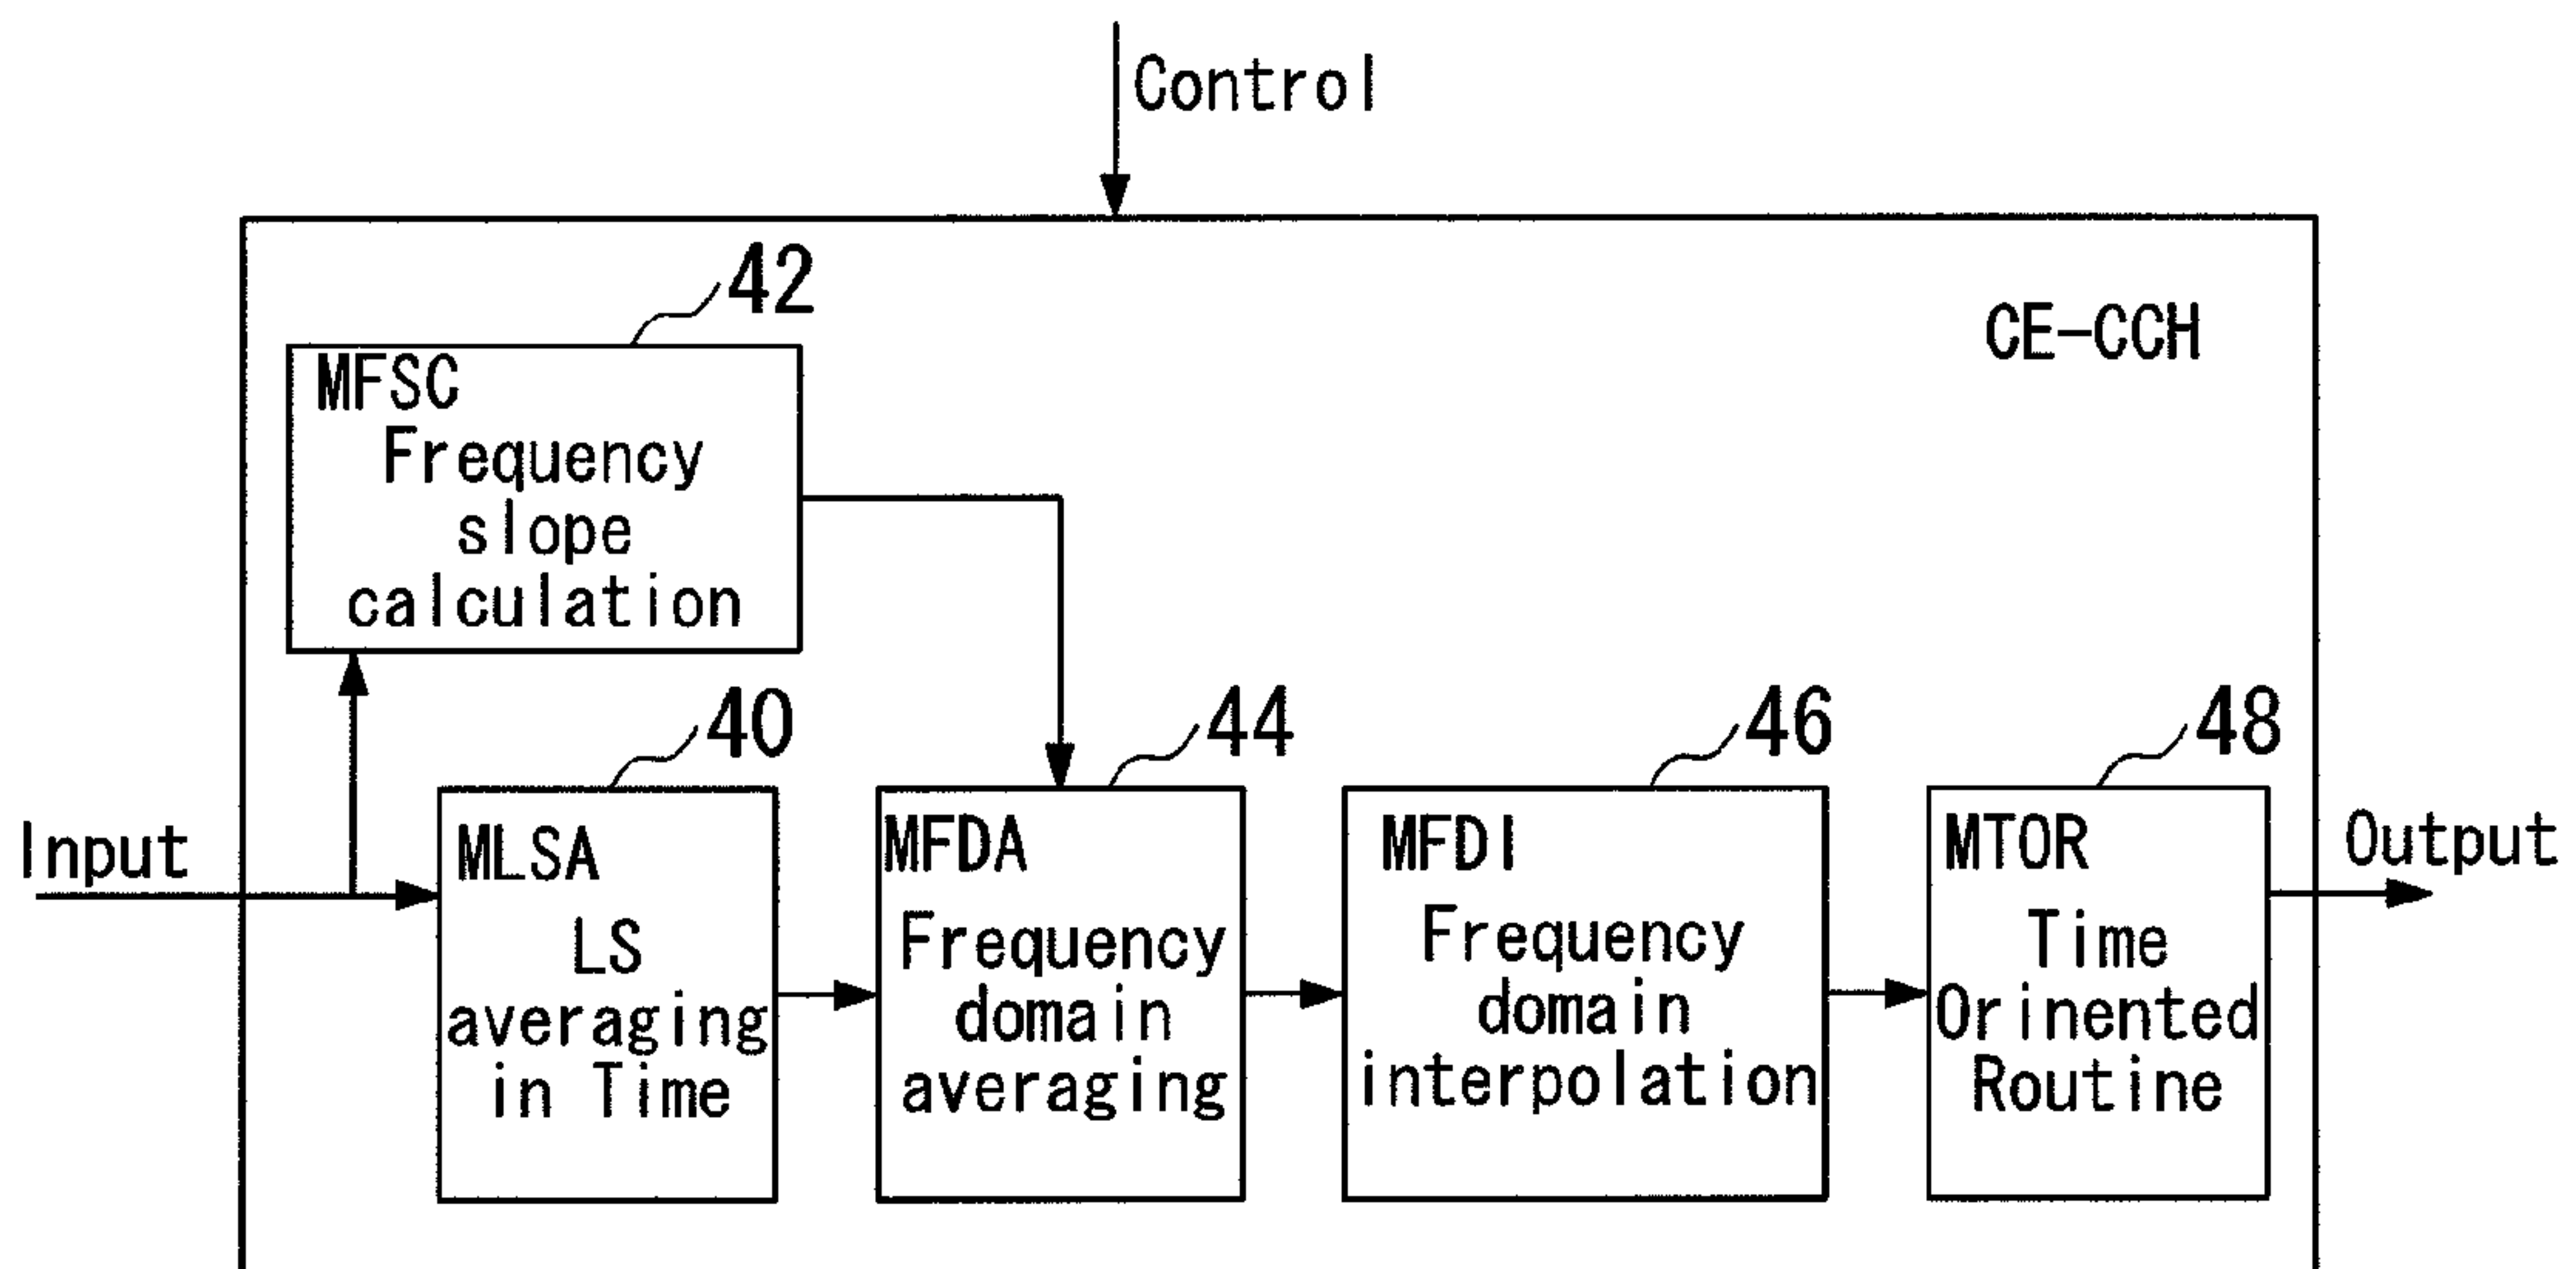 Control
42
CE-CCH
MFSC
Frequency
slope
calculation
40
44
46
48
Input
MLSA
LS
averaging
in Time
MFDA
Frequency
domain
averaging
MFDI
Frequency
domain
interpolation
MTOR
Time
Orinented
Routine
Output